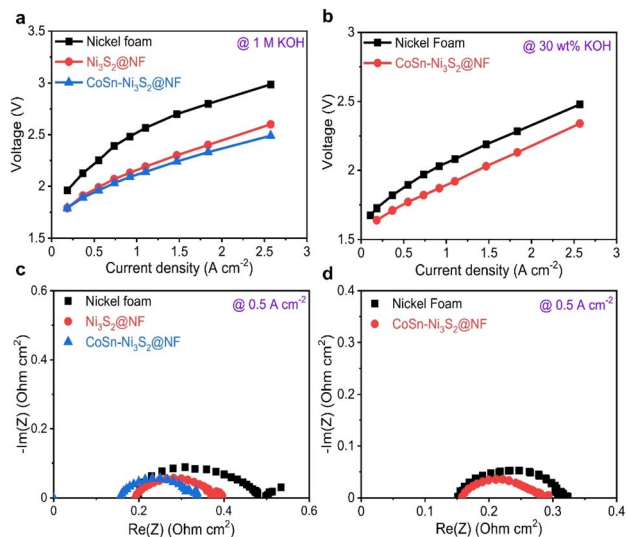 a
Nickel foam
Ni3S2@NF
CoSn-Ni3S2@NF
@ 1 M KOH
3.5
3
2.5
2
1.5
Voltage (V)
0
0.5
1
1.5
2
2.5
3
Current density (A cm-2)
b
Nickel Foam
CoSn-Ni3S2@NF
@ 30 wt% KOH
3
2.5
2
1.5
Voltage (V)
0
0.5
1
1.5
2
2.5
3
Current density (A cm-2)
c
Nickel foam
Ni3S2@NF
CoSn-Ni3S2@NF
@ 0.5 A cm-2
0.6
0.4
0.2
0
-Im(Z) (Ohm cm2)
0
0.2
0.4
0.6
Re(Z) (Ohm cm2)
d
Nickel Foam
CoSn-Ni3S2@NF
@ 0.5 A cm-2
0.4
0.3
0.2
0.1
0
-Im(Z) (Ohm cm2)
0
0.1
0.2
0.3
0.4
Re(Z) (Ohm cm2)